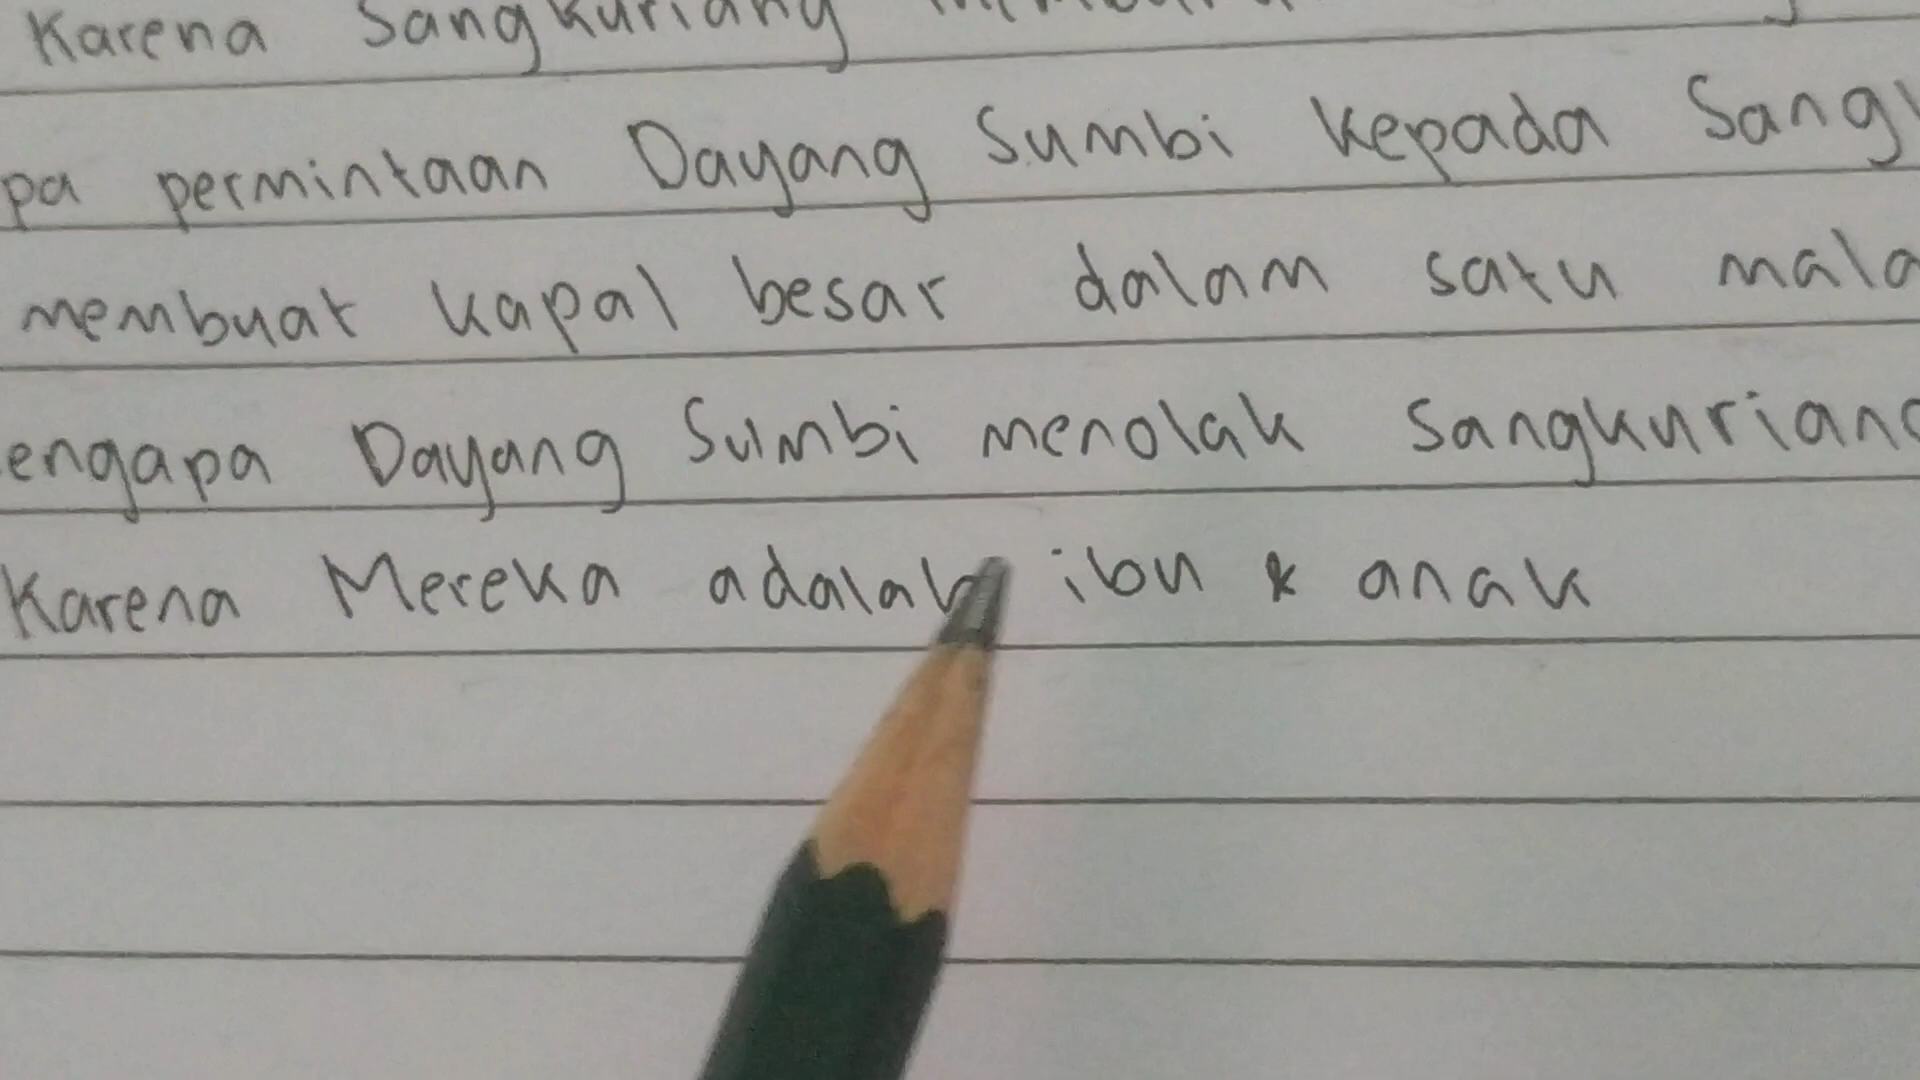 Karena Sangkuriang
pa permintaan Dayang Sumbi kepada Sang
membuat kapal besar dalam satu mala
engapa Dayang Sumbi menolak Sangkuriang
Karena Mereka adalah ibu & anak